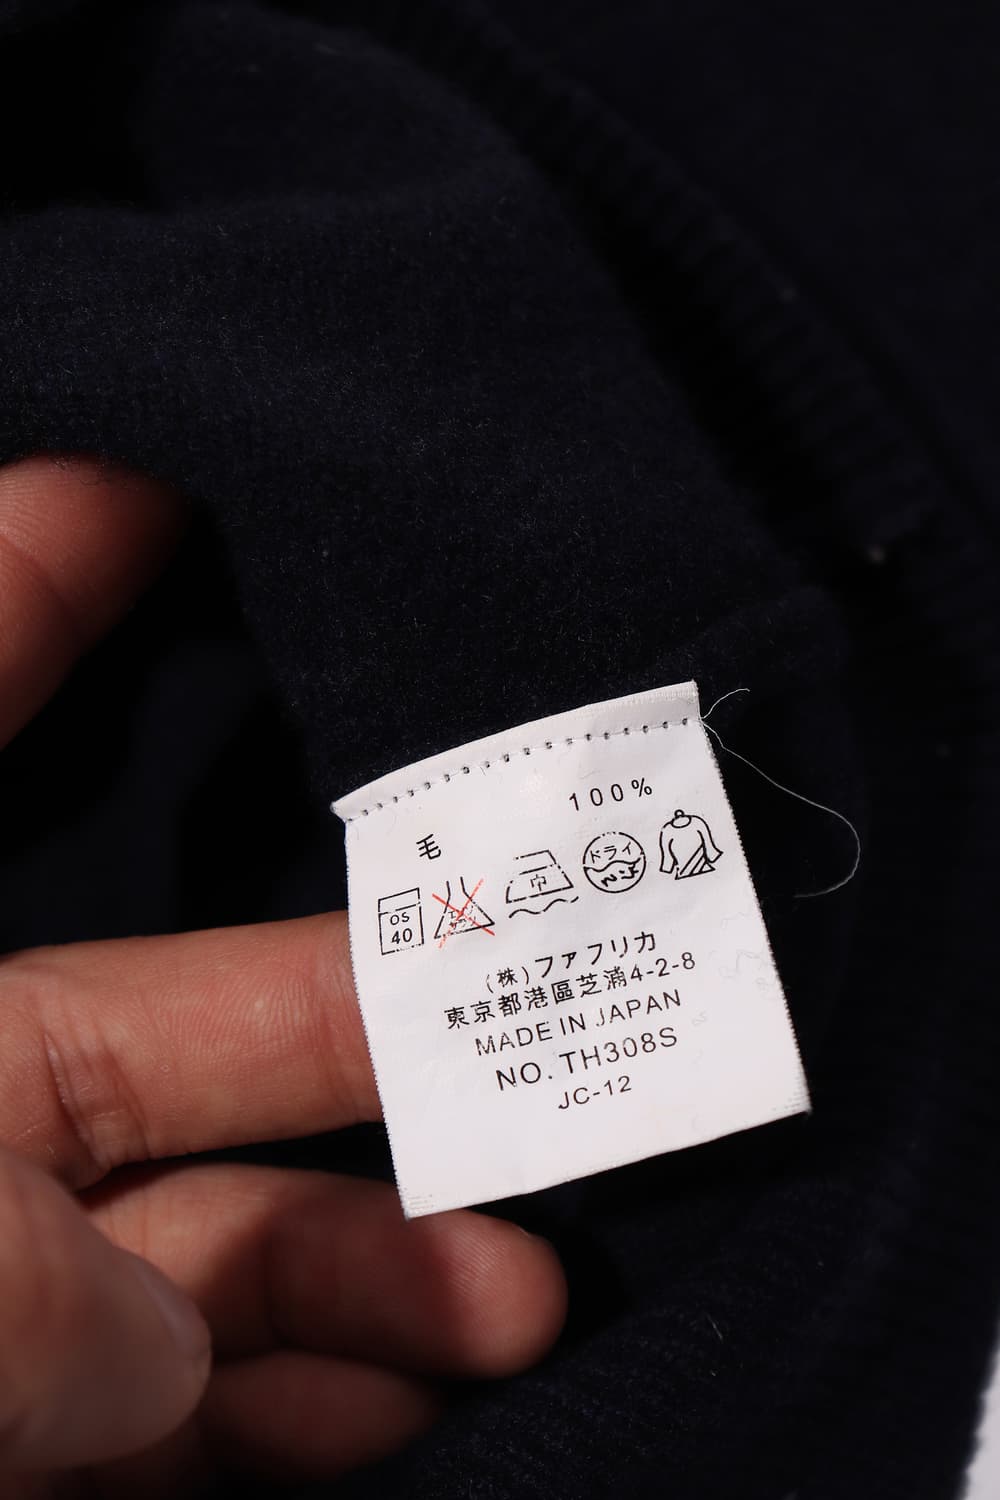 毛 100%
OS
40
中
ドライ
(株)ファフリカ
東京都港區芝浦4-2-8
MADE IN JAPAN
NO. TH308S
JC-12